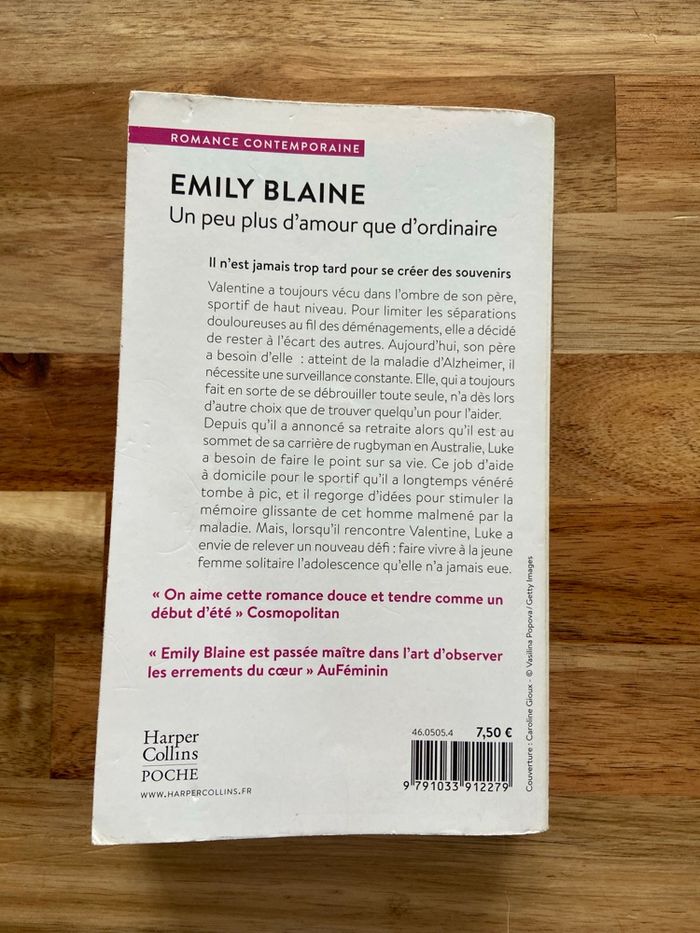 ROMANCE CONTEMPORAINE
EMILY BLAINE
Un peu plus d'amour que d'ordinaire
Il n'est jamais trop tard pour se créer des souvenirs
Valentine a toujours vécu dans l'ombre de son père,
sportif de haut niveau. Pour limiter les séparations
douloureuses au fil des déménagements, elle a décidé
de rester à l'écart des autres. Aujourd'hui, son père
a besoin d'elle : atteint de la maladie d'Alzheimer, il
nécessite une surveillance constante. Elle, qui a toujours
fait en sorte de se débrouiller toute seule, n'a dès lors
d'autre choix que de trouver quelqu'un pour l'aider.
Depuis qu'il a annoncé sa retraite alors qu'il est au
sommet de sa carrière de rugbyman en Australie, Luke
a besoin de faire le point sur sa vie. Ce job d'aide
à domicile pour le sportif qu'il a longtemps vénéré
tombe à pic, et il regorge d'idées pour stimuler la
mémoire glissante de cet homme malmené par la
maladie. Mais, lorsqu'il rencontre Valentine, Luke a
envie de relever un nouveau défi : faire vivre à la jeune
femme solitaire l'adolescence qu'elle n'a jamais eue.
« On aime cette romance douce et tendre comme un
début d'été » Cosmopolitan
« Emily Blaine est passée maître dans l'art d'observer
les errements du cœur » AuFéminin
Harper
Collins
POCHE
WWW.HARPERCOLLINS.FR
46.0505.4 7,50 €
9 791033 912279
Couverture : Caroline Gioux - © Vasilina Popova / Getty Images